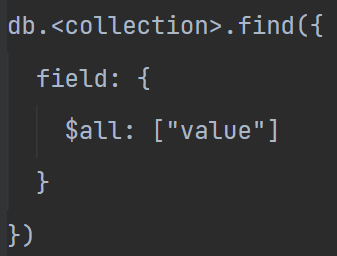 db.<collection>.find({
field: {
$all: ["value"]
}
})